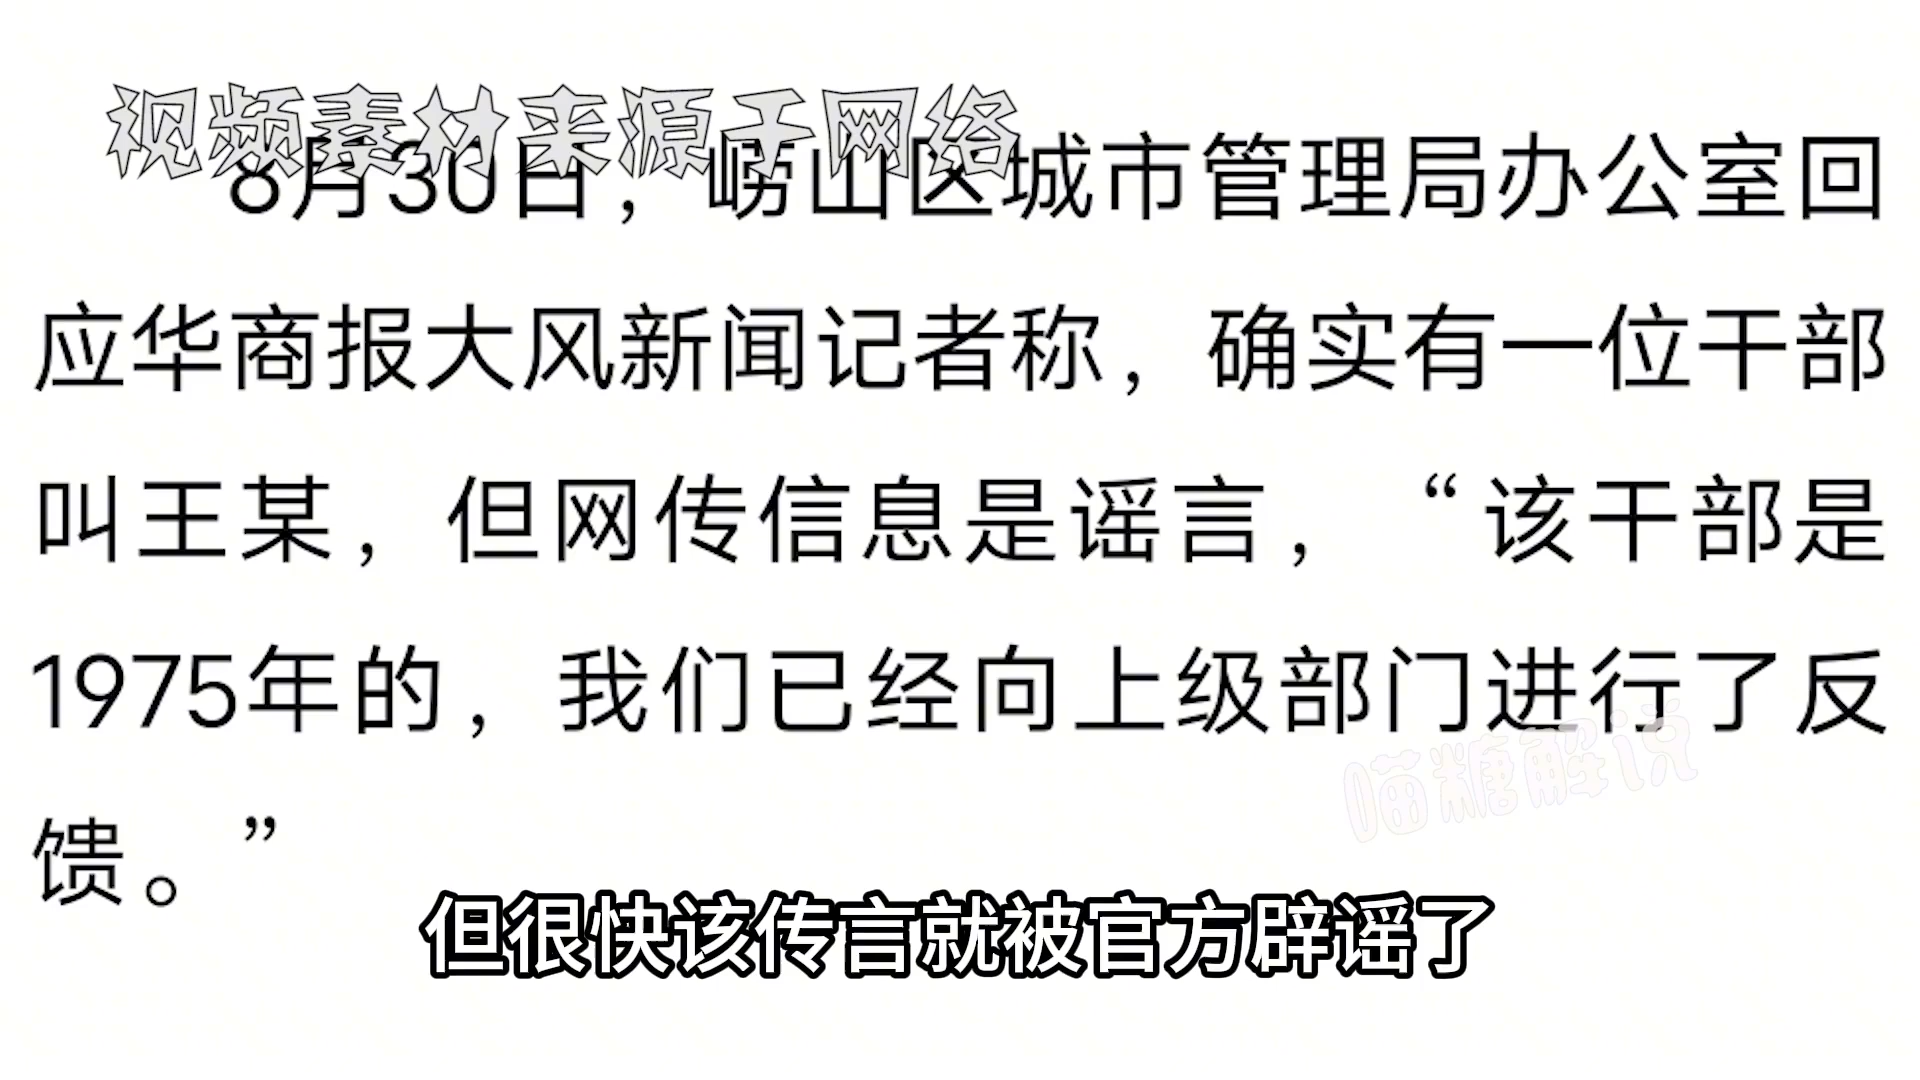 视频素材来源于网络
8月30日，崂山区城市管理局办公室回
应华商报大风新闻记者称，确实有一位干部
叫王某，但网传信息是谣言，“该干部是
1975年的，我们已经向上级部门进行了反
馈。”
喵糖解说
但很快该传言就被官方辟谣了